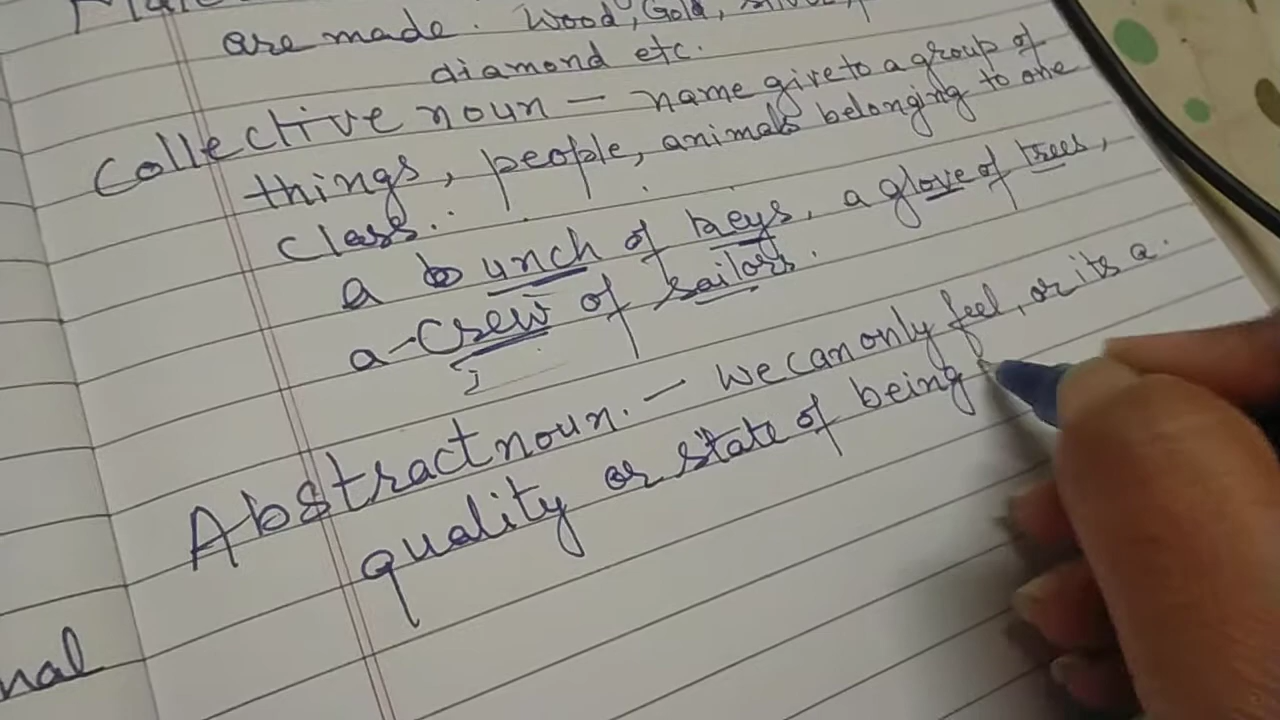 are made. Wood, Gold,
diamond etc.
Collective noun - name give to a group of
things, people, animals belonging to one
class.
a bunch of keys, a glove of trees,
a - Crew of sailors.
Abstract noun. - We can only feel, or its a
quality or state of being
nal